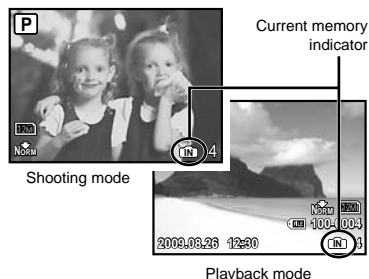 P
Current memory
indicator
12M
NORM
IN 4
Shooting mode
NORM 12M
100-0004
2009.08.26 12:30
IN 4
Playback mode